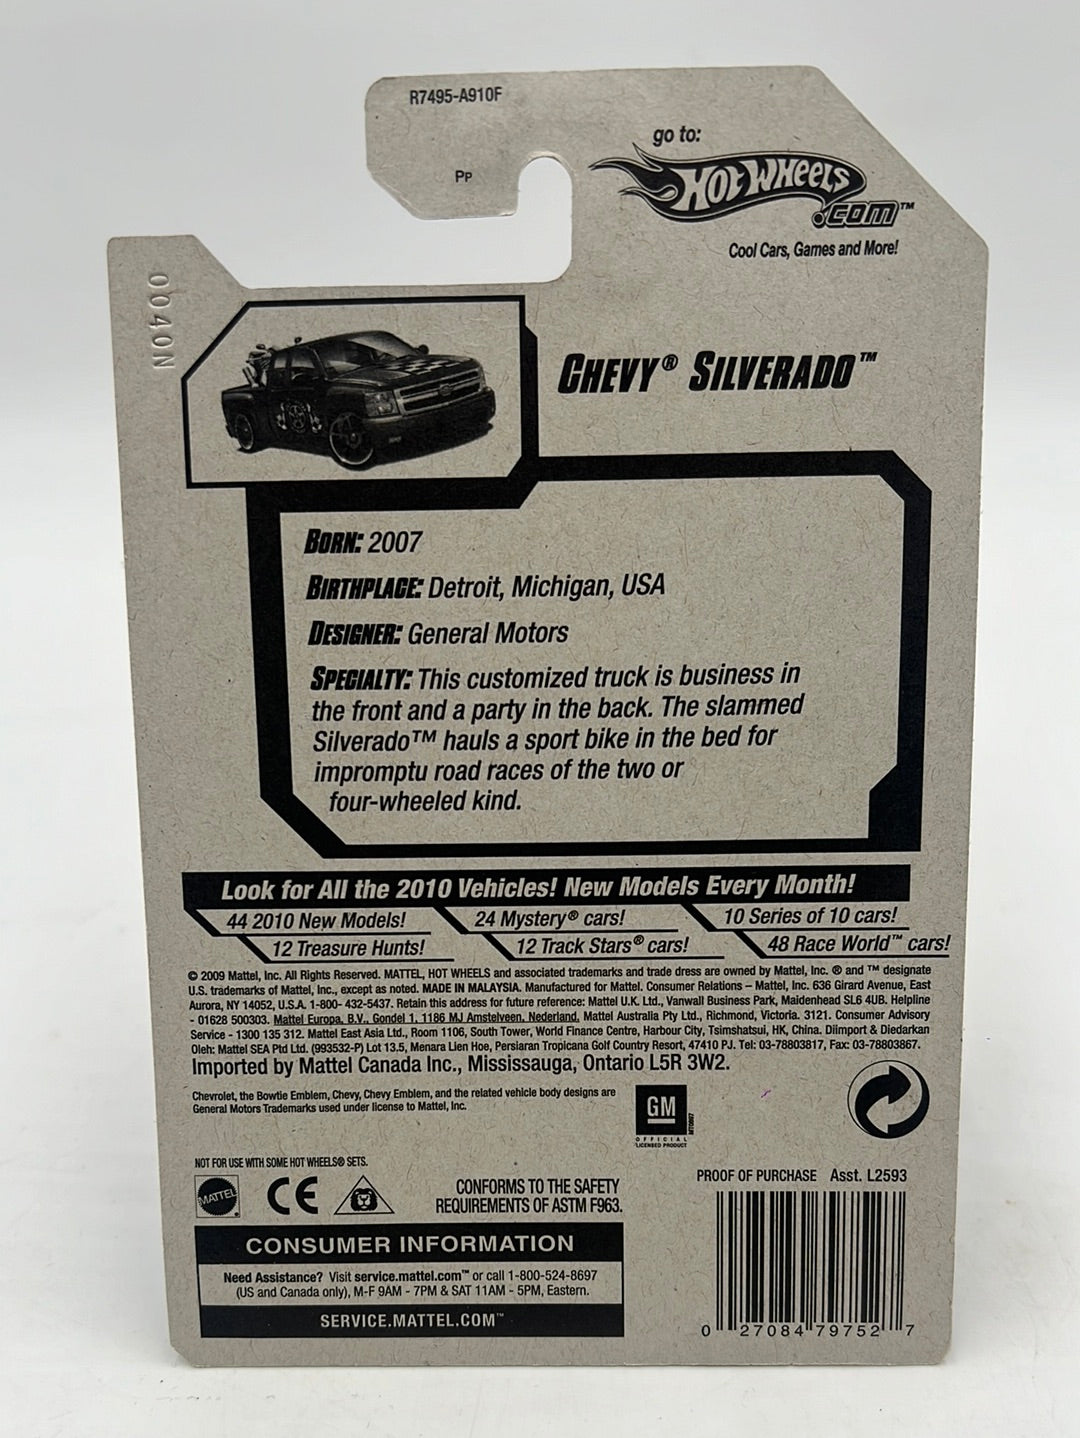 R7495-A910F
Pp
go to:
HOT WHEELS
.COM™
Cool Cars, Games and More!
0040N
CHEVY® SILVERADO™
BORN: 2007
BIRTHPLACE: Detroit, Michigan, USA
DESIGNER: General Motors
SPECIALTY: This customized truck is business in
the front and a party in the back. The slammed
Silverado™ hauls a sport bike in the bed for
impromptu road races of the two or
four-wheeled kind.
Look for All the 2010 Vehicles! New Models Every Month!
44 2010 New Models! 24 Mystery® cars! 10 Series of 10 cars!
12 Treasure Hunts! 12 Track Stars® cars! 48 Race World™ cars!
© 2009 Mattel, Inc. All Rights Reserved. MATTEL, HOT WHEELS and associated trademarks and trade dress are owned by Mattel, Inc. ® and ™ designate
U.S. trademarks of Mattel, Inc., except as noted. MADE IN MALAYSIA. Manufactured for Mattel. Consumer Relations – Mattel, Inc. 636 Girard Avenue, East
Aurora, NY 14052, U.S.A. 1-800- 432-5437. Retain this address for future reference: Mattel U.K. Ltd., Vanwall Business Park, Maidenhead SL6 4UB. Helpline
- 01628 500303. Mattel Europa, B.V., Gondel 1, 1186 MJ Amstelveen, Nederland. Mattel Australia Pty Ltd., Richmond, Victoria. 3121. Consumer Advisory
Service - 1300 135 312. Mattel East Asia Ltd., Room 1106, South Tower, World Finance Centre, Harbour City, Tsimshatsui, HK, China. Diimport & Diedarkan
Oleh: Mattel SEA Ptd Ltd. (993532-P) Lot 13.5, Menara Lien Hoe, Persiaran Tropicana Golf Country Resort, 47410 PJ. Tel: 03-78803817, Fax: 03-78803867.
Imported by Mattel Canada Inc., Mississauga, Ontario L5R 3W2.
Chevrolet, the Bowtie Emblem, Chevy, Chevy Emblem, and the related vehicle body designs are
General Motors Trademarks used under license to Mattel, Inc.
GM
OFFICIAL
LICENSED PRODUCT
NOT FOR USE WITH SOME HOT WHEELS® SETS.
PROOF OF PURCHASE Asst. L2593
MATTEL
CE
CONFORMS TO THE SAFETY
REQUIREMENTS OF ASTM F963.
CONSUMER INFORMATION
Need Assistance? Visit service.mattel.com™ or call 1-800-524-8697
(US and Canada only), M-F 9AM - 7PM & SAT 11AM - 5PM, Eastern.
SERVICE.MATTEL.COM™
0 27084 79752 7